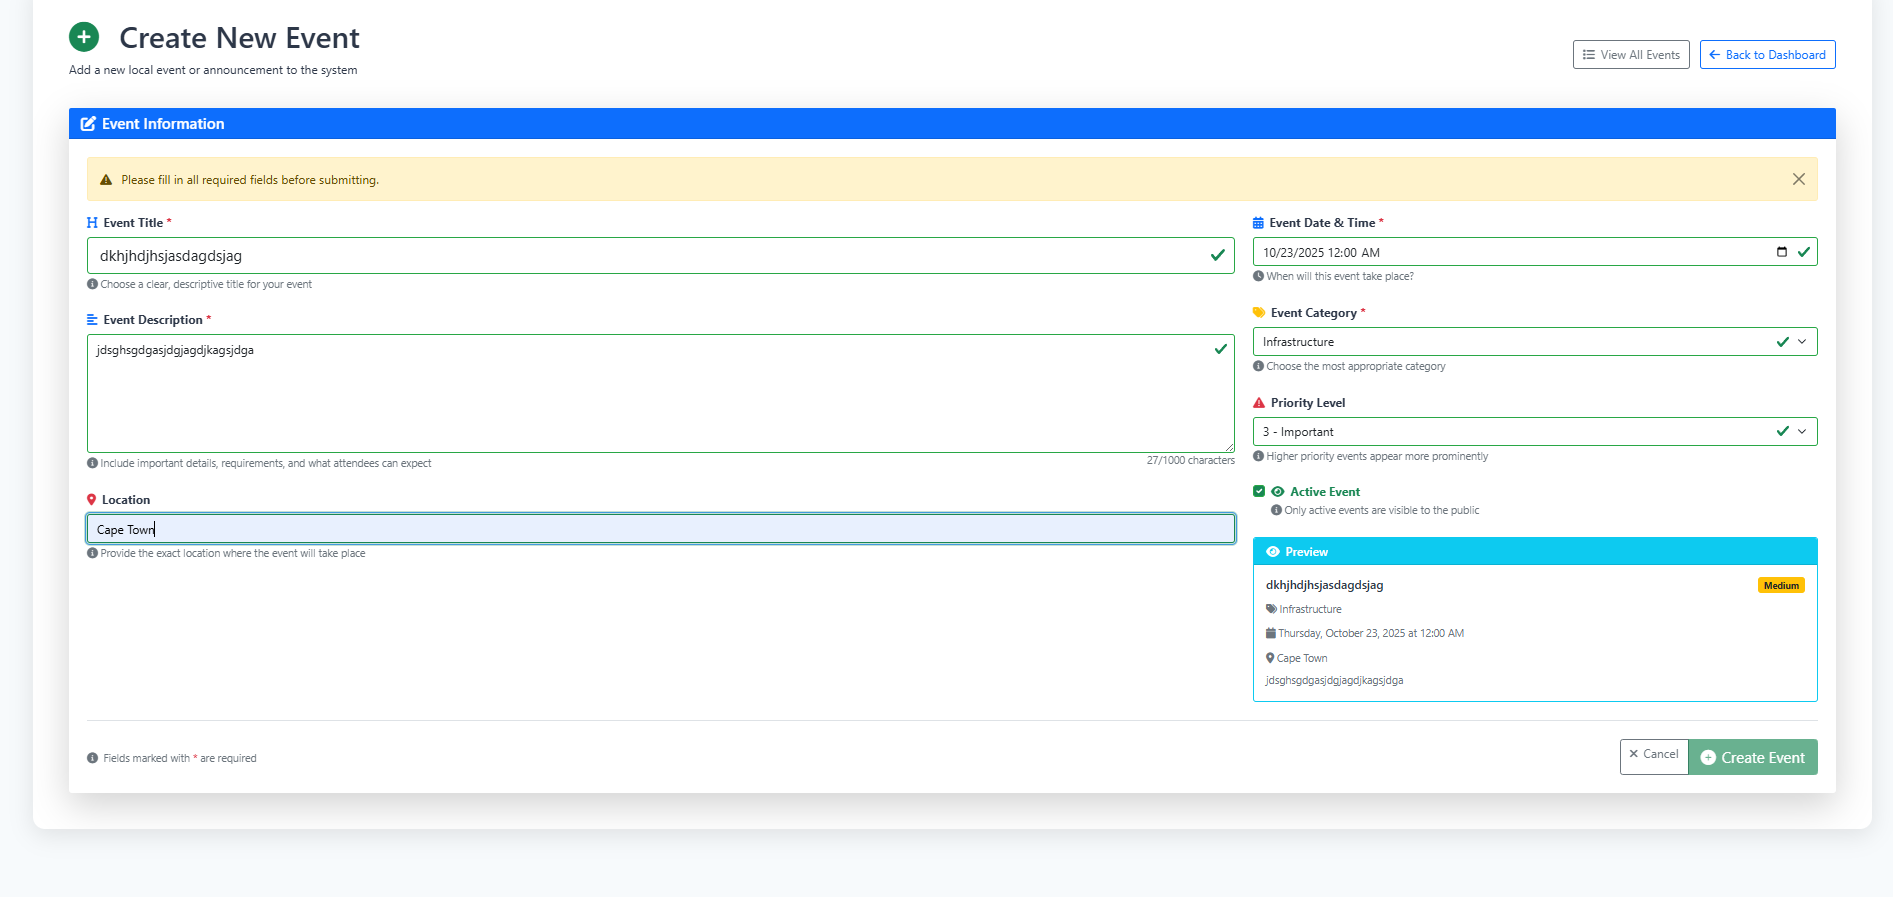 Create New Event
Add a new local event or announcement to the system
View All Events
Back to Dashboard
Event Information
Please fill in all required fields before submitting.
Event Title *
dkhjhdjhsjasdagdsjag
Choose a clear, descriptive title for your event
Event Description *
jdsghsgdgasjdgjagdjkagsjdga
Include important details, requirements, and what attendees can expect
27/1000 characters
Location
Cape Town
Provide the exact location where the event will take place
Event Date & Time *
10/23/2025 12:00 AM
When will this event take place?
Event Category *
Infrastructure
Choose the most appropriate category
Priority Level
3 - Important
Higher priority events appear more prominently
Active Event
Only active events are visible to the public
Preview
dkhjhdjhsjasdagdsjag
Medium
Infrastructure
Thursday, October 23, 2025 at 12:00 AM
Cape Town
jdsghsgdgasjdgjagdjkagsjdga
Fields marked with * are required
Cancel
Create Event